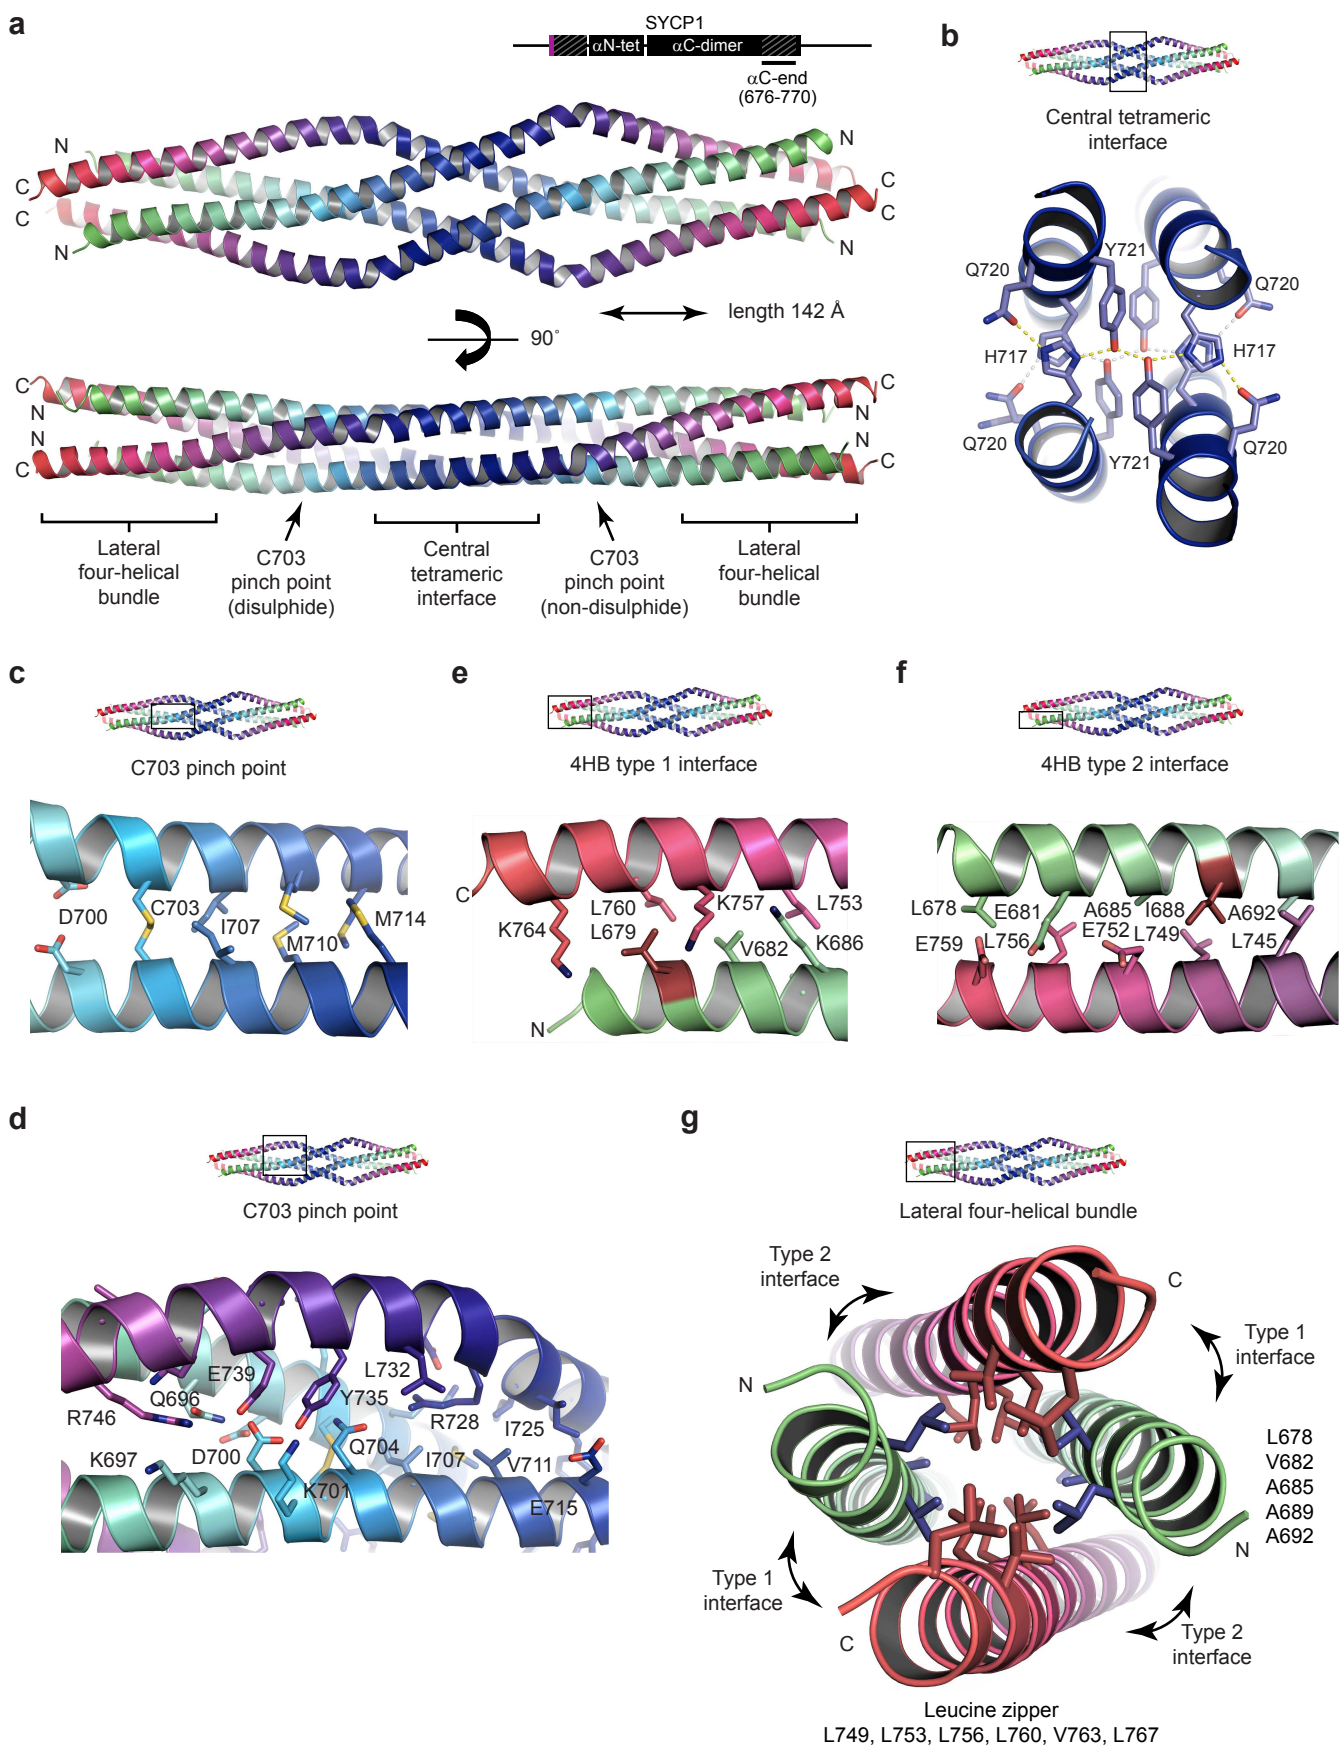 a
SYCP1
αN-tet
αC-dimer
αC-end
(676-770)
N
N
C
C
C
C
N
N
length 142 Å
90°
C
C
N
N
N
N
C
C
Lateral
four-helical
bundle
C703
pinch point
(disulphide)
Central
tetrameric
interface
C703
pinch point
(non-disulphide)
Lateral
four-helical
bundle
b
Central tetrameric
interface
Y721
Q720
Q720
H717
H717
Q720
Q720
Y721
c
C703 pinch point
D700
C703
I707
M710
M714
e
4HB type 1 interface
C
K764
L760
L679
K757
L753
V682
K686
N
f
4HB type 2 interface
L678
E681
A685
I688
A692
E759
L756
E752
L749
L745
d
C703 pinch point
E739
L732
Q696
Y735
R746
R728
I725
D700
Q704
K697
I707
V711
K701
E715
g
Lateral four-helical bundle
Type 2
interface
C
Type 1
interface
N
L678
V682
A685
A689
A692
N
Type 1
interface
C
Type 2
interface
Leucine zipper
L749, L753, L756, L760, V763, L767